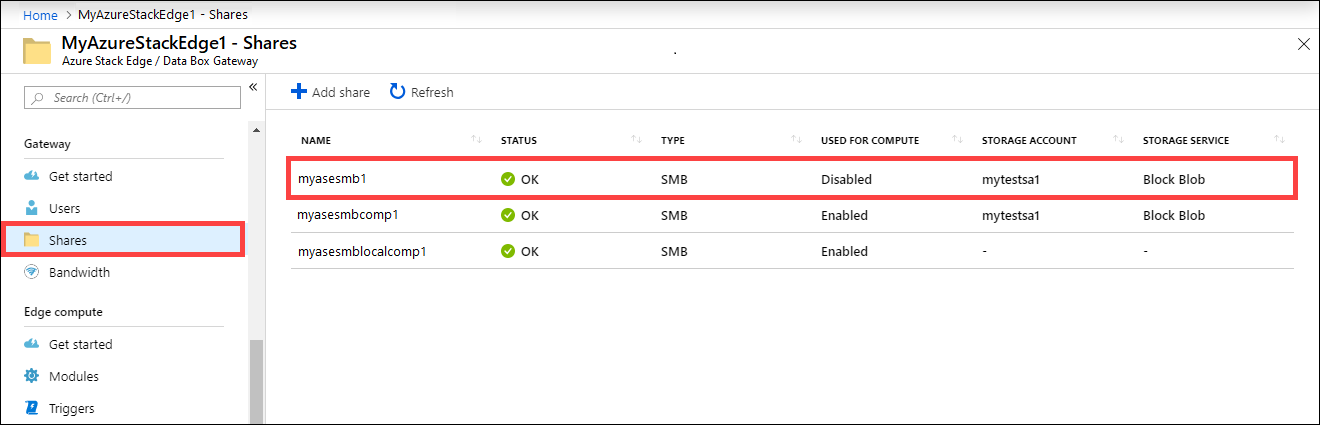 Home > MyAzureStackEdge1 - Shares
MyAzureStackEdge1 - Shares
Azure Stack Edge / Data Box Gateway
Search (Ctrl+/)
«
Gateway
Get started
Users
Shares
Bandwidth
Edge compute
Get started
Modules
Triggers
Add share Refresh
NAME STATUS TYPE USED FOR COMPUTE STORAGE ACCOUNT STORAGE SERVICE
myasesmb1 OK SMB Disabled mytestsa1 Block Blob
myasesmbcomp1 OK SMB Enabled mytestsa1 Block Blob
myasesmblocalcomp1 OK SMB Enabled - -